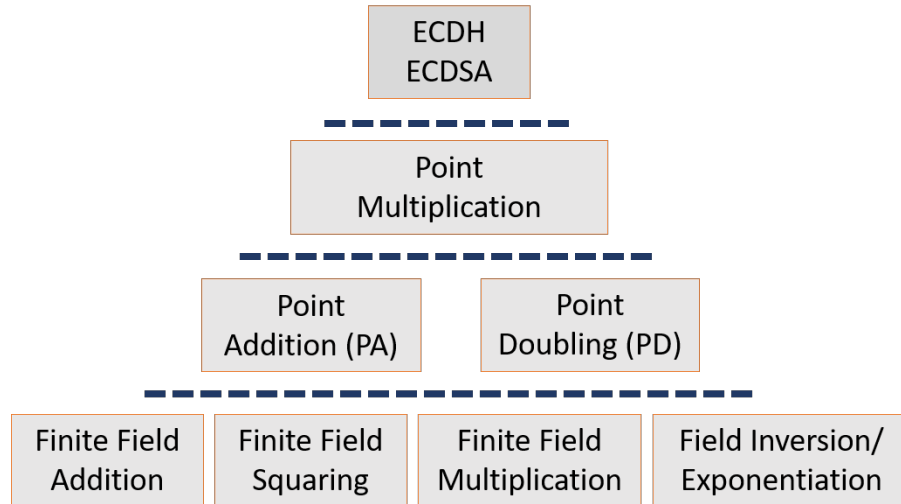 ECDH
ECDSA
Point
Multiplication
Point
Addition (PA)
Point
Doubling (PD)
Finite Field
Addition
Finite Field
Squaring
Finite Field
Multiplication
Field Inversion/
Exponentiation